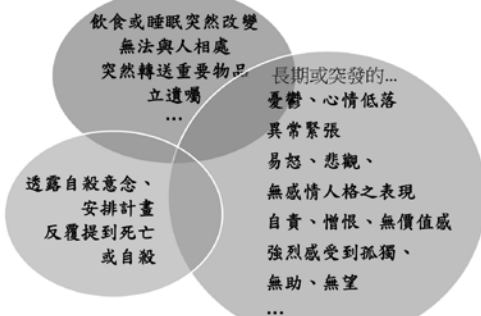 飲食或睡眠突然改變
無法與人相處
突然轉送重要物品
立遺囑
...
長期或突發的...
憂鬱、心情低落
異常緊張
易怒、悲觀、
無感情人格之表現
自責、憎恨、無價值感
強烈感受到孤獨、
無助、無望
...
透露自殺意念、
安排計畫
反覆提到死亡
或自殺